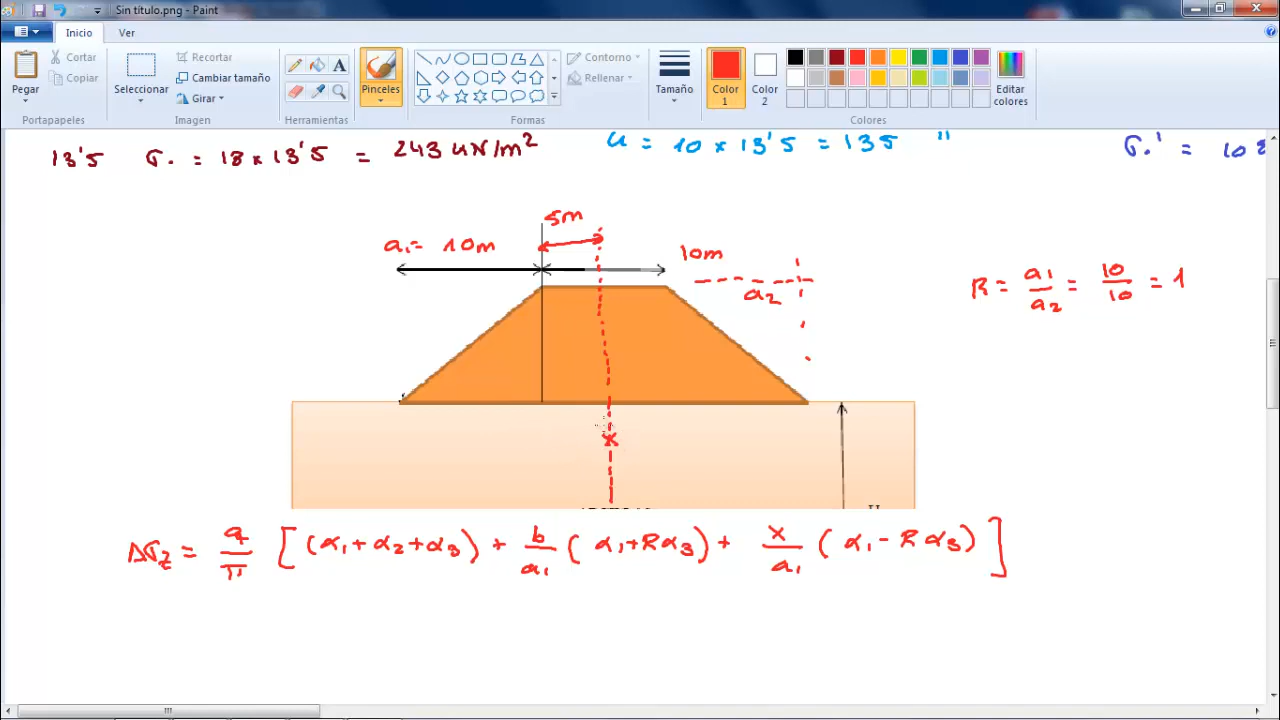 Sin título.png - Paint
Inicio
Ver
Pegar
Cortar
Copiar
Seleccionar
Recortar
Cambiar tamaño
Girar
Pinceles
Contorno
Rellenar
Tamaño
Color 1
Color 2
Editar colores
Portapapeles
Imagen
Herramientas
Formas
Colores
13'5 σ. = 18 x 13'5 = 243 kN/m²
u = 10 x 13'5 = 135 "
σ.' = 108
5m
a₁= 10m
10m
a₂
R = a₁/a₂ = 10/10 = 1
x
Δσz = q/π [(α₁+α₂+α₃) + b/a₁ (α₁+Rα₃) + x/a₁ (α₁-Rα₃)]